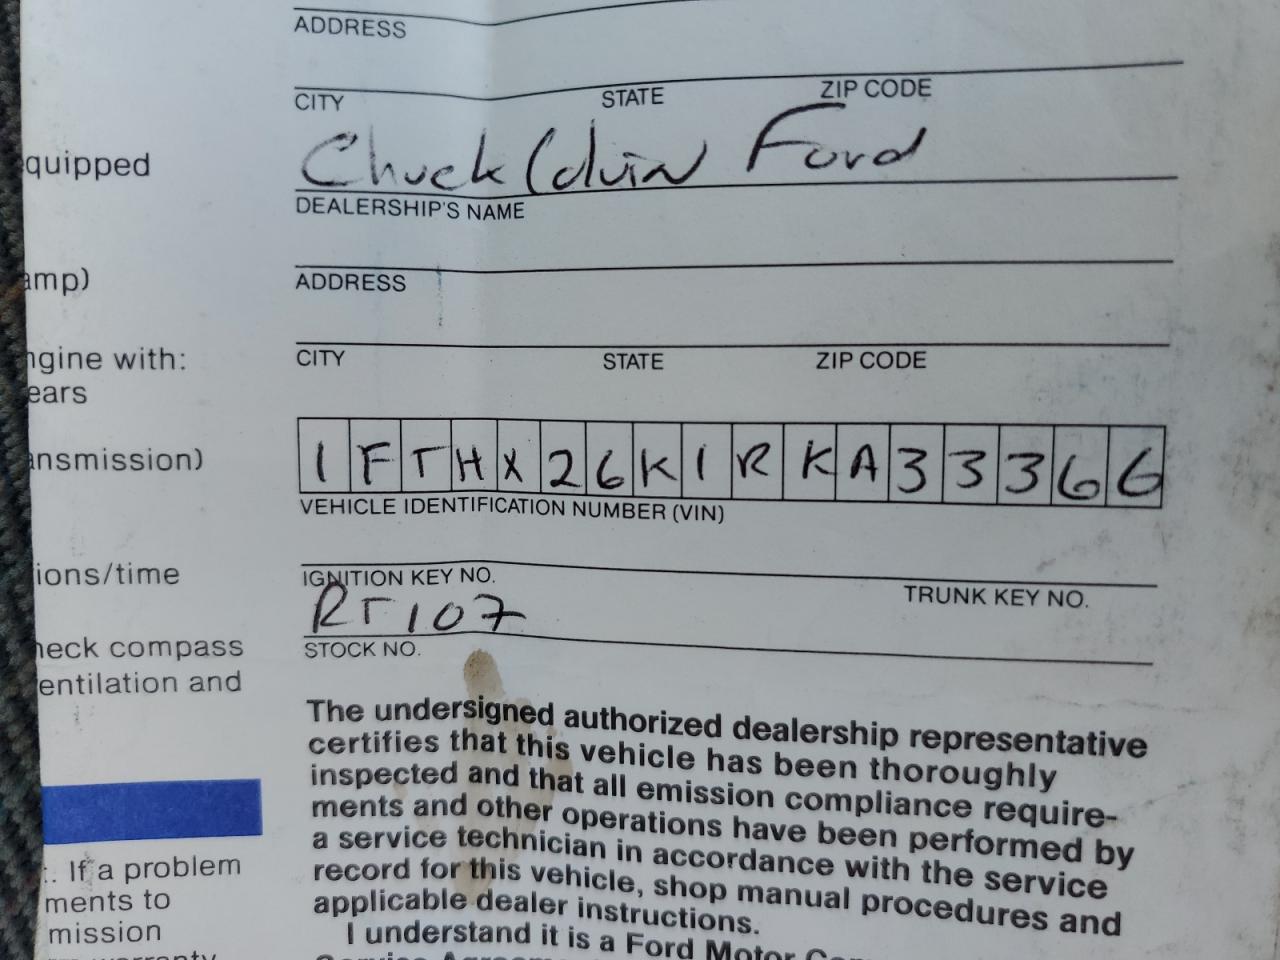 ADDRESS
CITY STATE ZIP CODE
Chuck Colvin Ford
DEALERSHIP'S NAME
ADDRESS
CITY STATE ZIP CODE
1FTHX26K1RKA33366
VEHICLE IDENTIFICATION NUMBER (VIN)
IGNITION KEY NO. TRUNK KEY NO.
RT107
STOCK NO.
The undersigned authorized dealership representative
certifies that this vehicle has been thoroughly
inspected and that all emission compliance require-
ments and other operations have been performed by
a service technician in accordance with the service
record for this vehicle, shop manual procedures and
applicable dealer instructions.
I understand it is a Ford Motor
quipped
amp)
ngine with:
ears
ansmission)
ions/time
heck compass
entilation and
. If a problem
ments to
mission